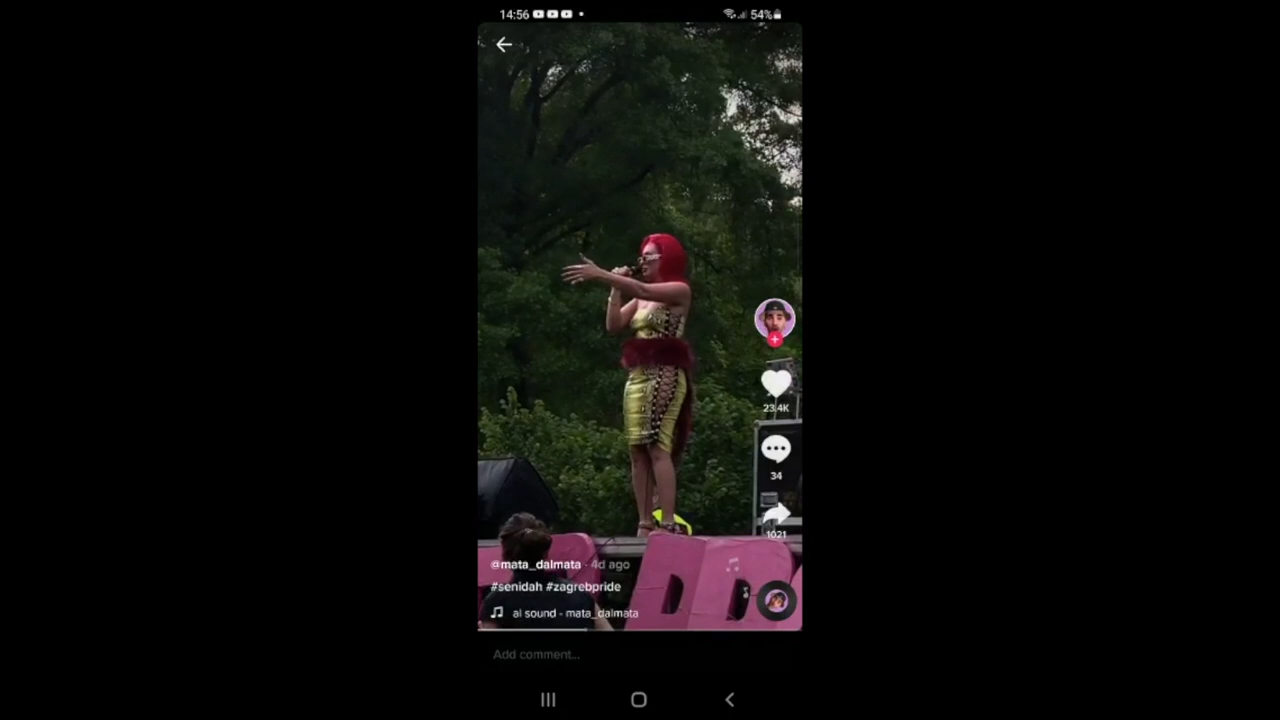 14:56
54%
23.4K
34
1021
@mata_dalmata · 4d ago
#senidah #zagrebpride
al sound - mata_dalmata
Add comment...